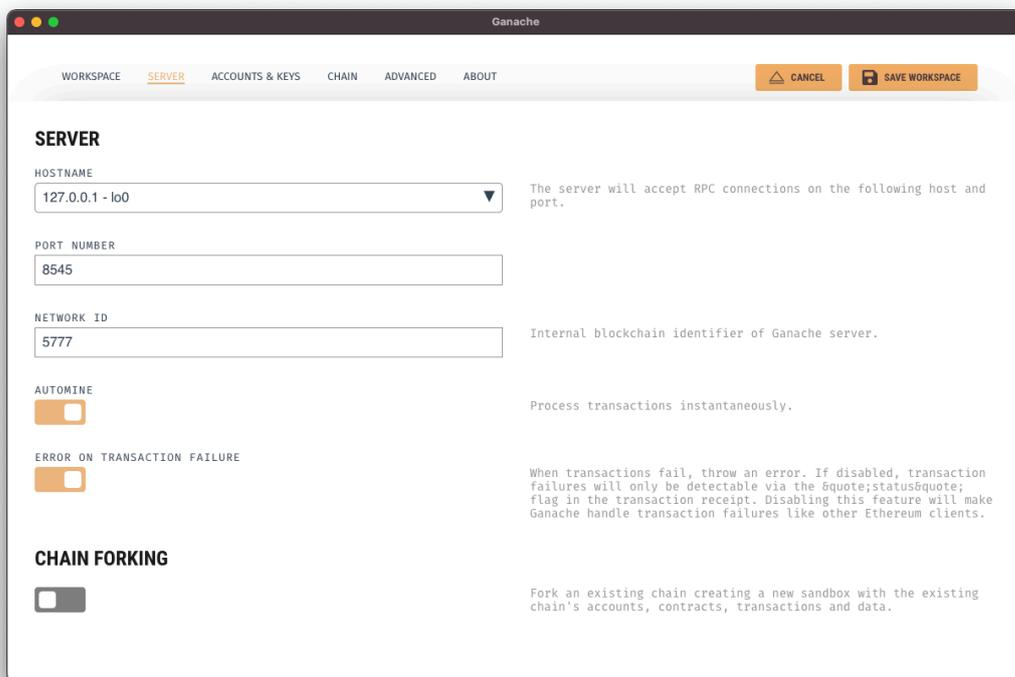 Ganache
WORKSPACE SERVER ACCOUNTS & KEYS CHAIN ADVANCED ABOUT CANCEL SAVE WORKSPACE
SERVER
HOSTNAME
127.0.0.1 - lo0
The server will accept RPC connections on the following host and
port.
PORT NUMBER
8545
NETWORK ID
5777
Internal blockchain identifier of Ganache server.
AUTOMINE
Process transactions instantaneously.
ERROR ON TRANSACTION FAILURE
When transactions fail, throw an error. If disabled, transaction
failures will only be detectable via the &quote;status&quote;
flag in the transaction receipt. Disabling this feature will make
Ganache handle transaction failures like other Ethereum clients.
CHAIN FORKING
Fork an existing chain creating a new sandbox with the existing
chain's accounts, contracts, transactions and data.